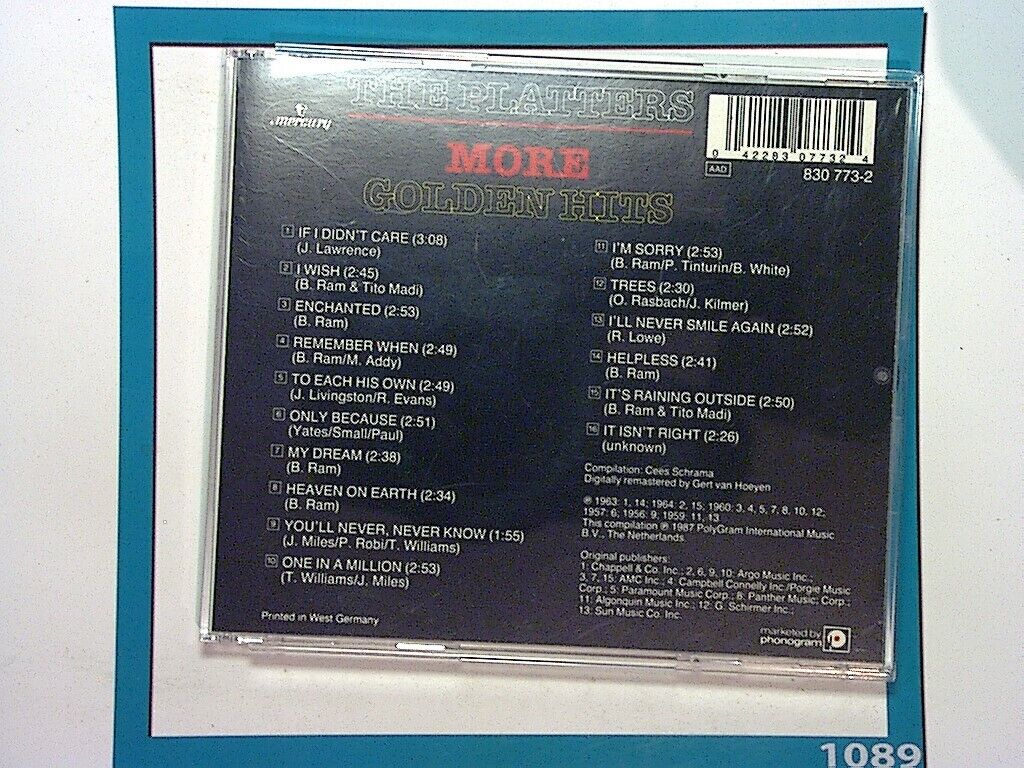 THE PLATTERS
mercury
MORE
GOLDEN HITS
0 42283 07732 4
AAD
830 773-2
1 IF I DIDN'T CARE (3:08)
(J. Lawrence)
2 I WISH (2:45)
(B. Ram & Tito Madi)
3 ENCHANTED (2:53)
(B. Ram)
4 REMEMBER WHEN (2:49)
(B. Ram/M. Addy)
5 TO EACH HIS OWN (2:49)
(J. Livingston/R. Evans)
6 ONLY BECAUSE (2:51)
(Yates/Small/Paul)
7 MY DREAM (2:38)
(B. Ram)
8 HEAVEN ON EARTH (2:34)
(B. Ram)
9 YOU'LL NEVER, NEVER KNOW (1:55)
(J. Miles/P. Robi/T. Williams)
10 ONE IN A MILLION (2:53)
(T. Williams/J. Miles)
Printed in West Germany
11 I'M SORRY (2:53)
(B. Ram/P. Tinturin/B. White)
12 TREES (2:30)
(O. Rasbach/J. Kilmer)
13 I'LL NEVER SMILE AGAIN (2:52)
(R. Lowe)
14 HELPLESS (2:41)
(B. Ram)
15 IT'S RAINING OUTSIDE (2:50)
(B. Ram & Tito Madi)
16 IT ISN'T RIGHT (2:26)
(unknown)
Compilation: Cees Schrama
Digitally remastered by Gert van Hoeyen
℗ 1963: 1, 14; 1964: 2, 15; 1960: 3, 4, 5, 7, 8, 10, 12;
1957: 6; 1956: 9; 1959: 11, 13
This compilation ℗ 1987 PolyGram International Music
B.V., The Netherlands.
Original publishers:
1: Chappell & Co. Inc.; 2, 6, 9, 10: Argo Music Inc.;
3, 7, 15: AMC Inc.; 4: Campbell Connelly Inc./Porgie Music
Corp.; 5: Paramount Music Corp.; 8: Panther Music; Corp.;
11: Algonquin Music Inc.; 12: G. Schirmer Inc.;
13: Sun Music Co. Inc.
marketed by
phonogram
1089